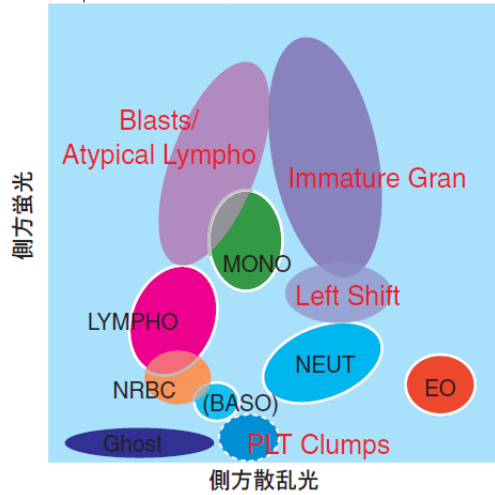 Blasts/
Atypical Lympho
Immature Gran
MONO
Left Shift
LYMPHO
NEUT
NRBC
(BASO)
EO
Ghost
PLT Clumps
側方蛍光
側方散乱光